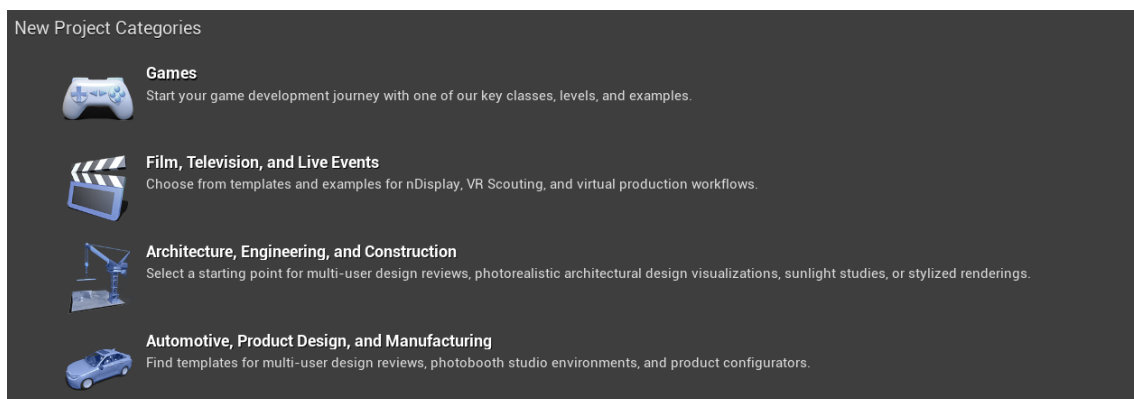 New Project Categories
Games
Start your game development journey with one of our key classes, levels, and examples.
Film, Television, and Live Events
Choose from templates and examples for nDisplay, VR Scouting, and virtual production workflows.
Architecture, Engineering, and Construction
Select a starting point for multi-user design reviews, photorealistic architectural design visualizations, sunlight studies, or stylized renderings.
Automotive, Product Design, and Manufacturing
Find templates for multi-user design reviews, photobooth studio environments, and product configurators.